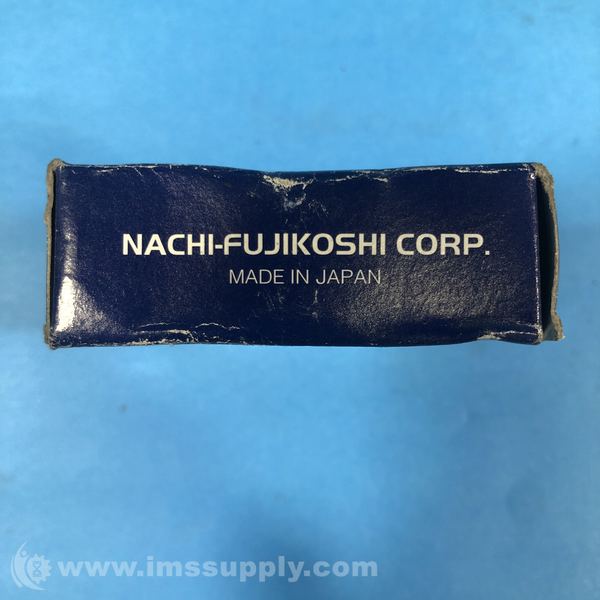 NACHI-FUJIKOSHI CORP.
MADE IN JAPAN
www.imssupply.com